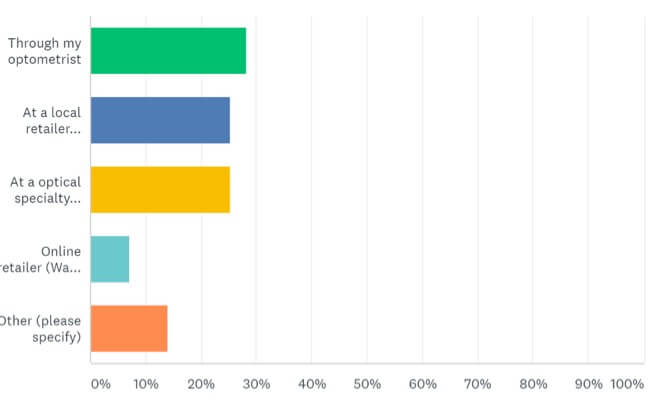 Through my
optometrist
At a local
retailer...
At a optical
specialty...
Online
retailer (Wa...
Other (please
specify)
0% 10% 20% 30% 40% 50% 60% 70% 80% 90% 100%